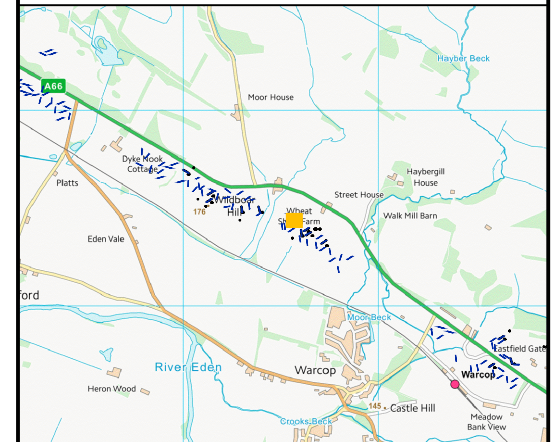 Hayber Beck
A66
Moor House
Dyke Nook
Cottage
Haybergill
House
Platts
Street House
Wildboar
Hill
176
Wheat
Farm
Walk Mill Barn
Eden Vale
ford
Moor Beck
Eastfield Gate
River Eden
Warcop
Warcop
Heron Wood
145
Castle Hill
Crooks Beck
Meadow
Bank View